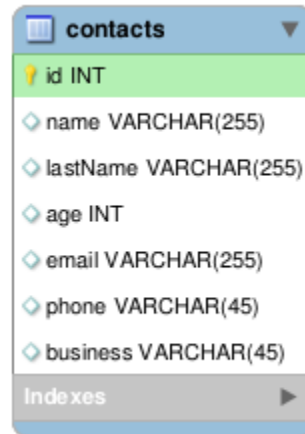 contacts
id INT
name VARCHAR(255)
lastName VARCHAR(255)
age INT
email VARCHAR(255)
phone VARCHAR(45)
business VARCHAR(45)
Indexes